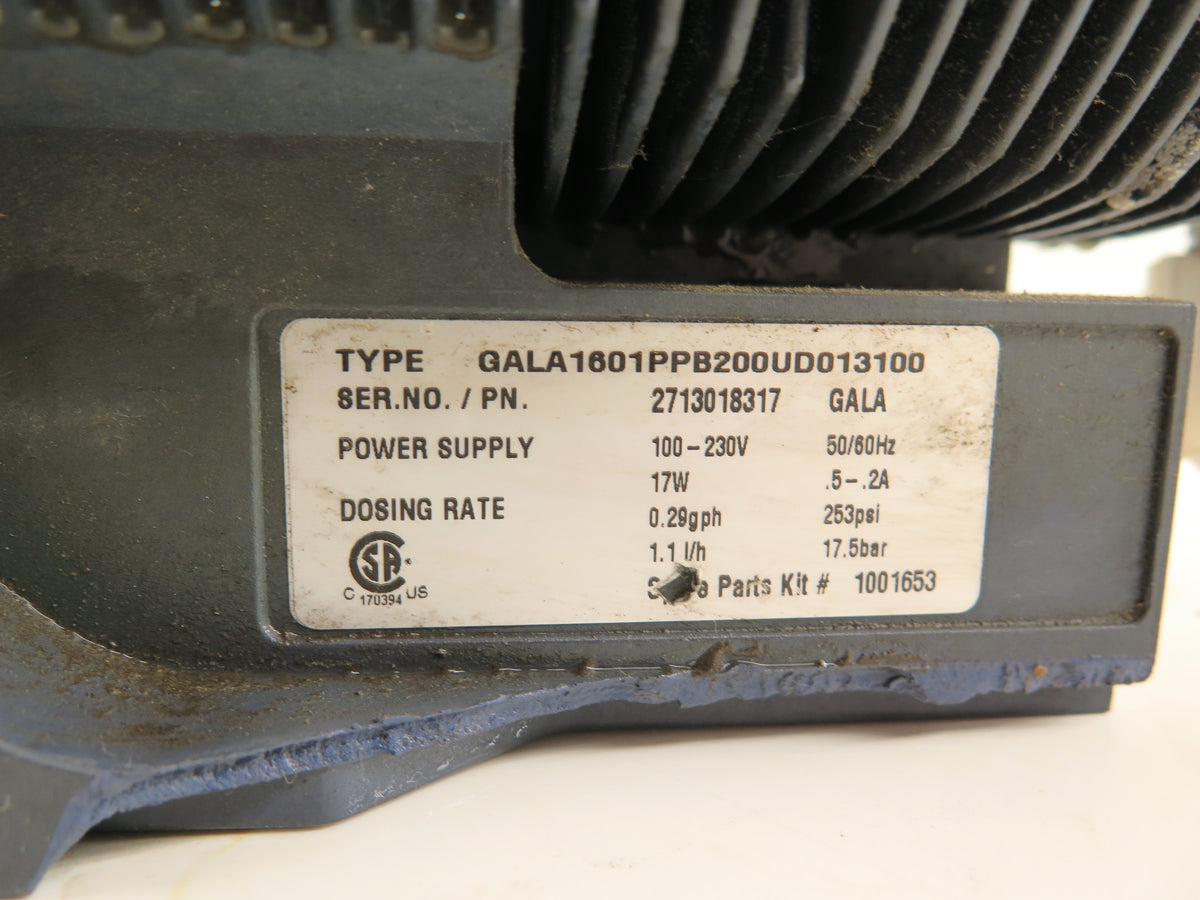 TYPE GALA1601PPB200UD013100
SER.NO. / PN. 2713018317 GALA
POWER SUPPLY 100-230V 50/60Hz
17W .5-.2A
DOSING RATE 0.29gph 253psi
1.1 l/h 17.5bar
Parts Kit # 1001653
SA
C 170394 US